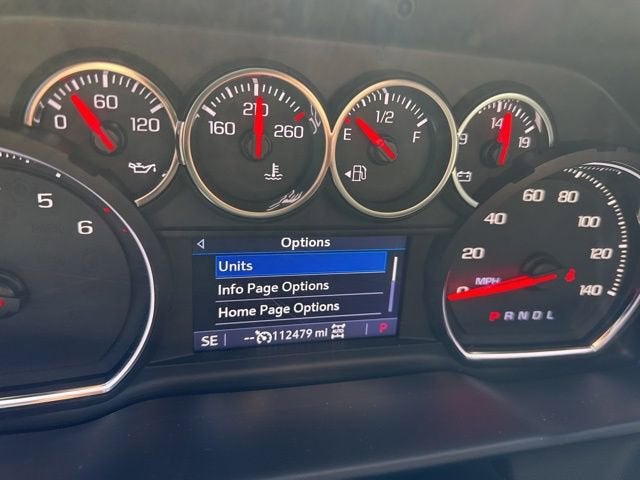 0 60 120
160 210 260
E 1/2 F
9 14 19
5 6
Options
Units
Info Page Options
Home Page Options
SE -- 112479 mi AUTO P
0 20 40 60 80 100 120 140
MPH
P R N D L